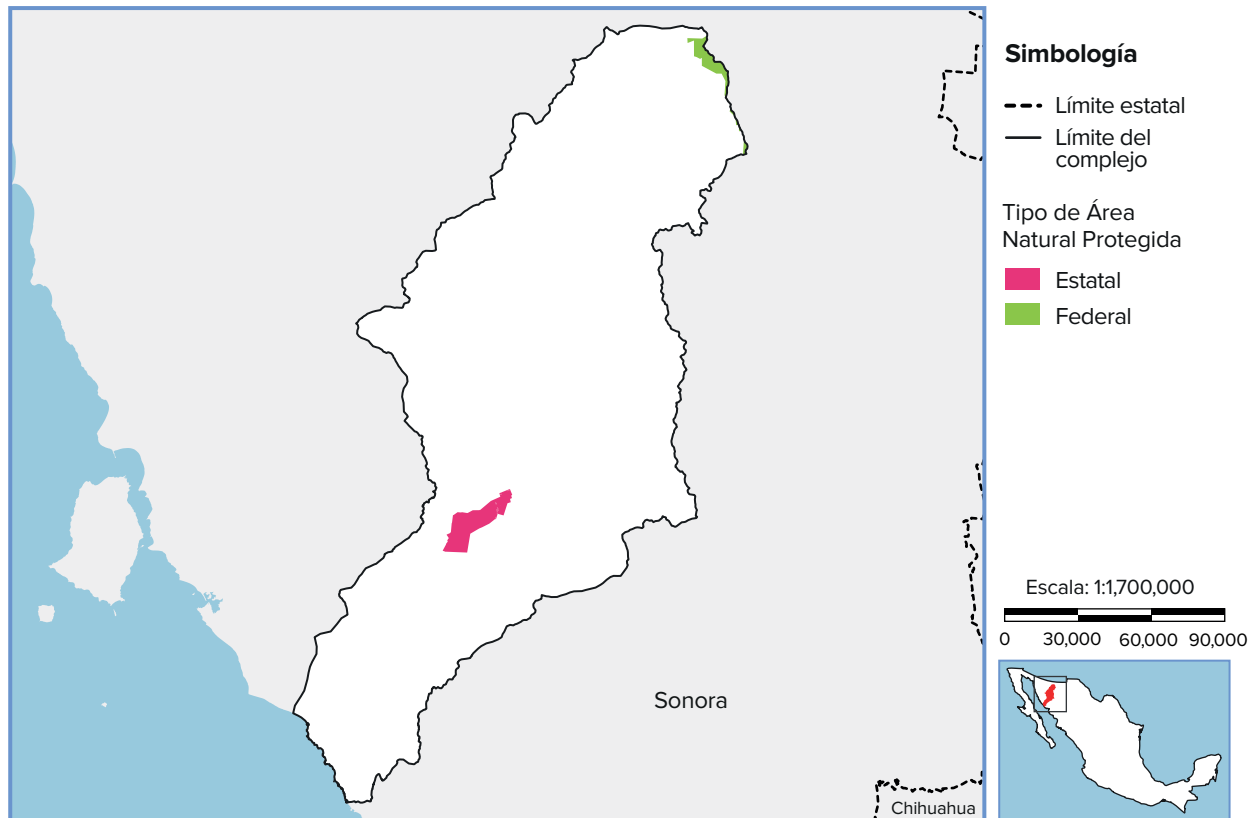 Simbología
Límite estatal
Límite del
complejo
Tipo de Área
Natural Protegida
Estatal
Federal
Escala: 1:1,700,000
0 30,000 60,000 90,000
Sonora
Chihuahua